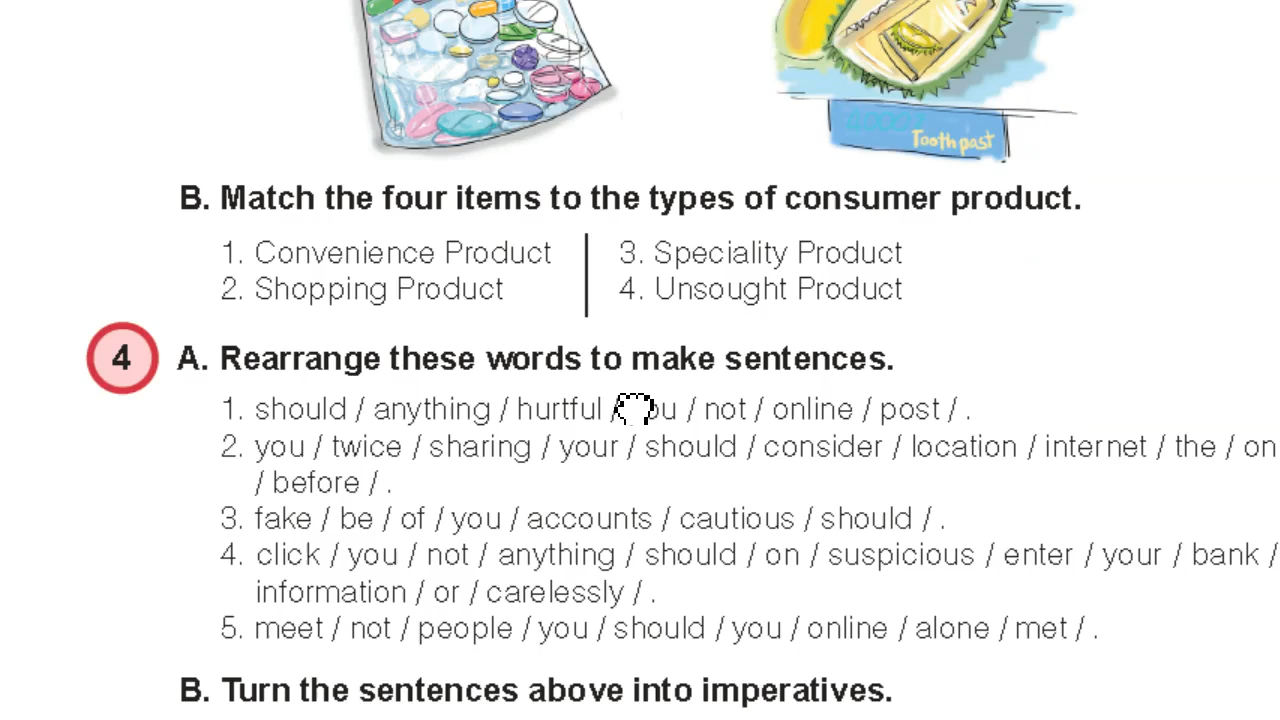 Tooth past
B. Match the four items to the types of consumer product.
1. Convenience Product
2. Shopping Product
3. Speciality Product
4. Unsought Product
4 A. Rearrange these words to make sentences.
1. should / anything / hurtful / you / not / online / post / .
2. you / twice / sharing / your / should / consider / location / internet / the / on
/ before / .
3. fake / be / of / you / accounts / cautious / should / .
4. click / you / not / anything / should / on / suspicious / enter / your / bank /
information / or / carelessly / .
5. meet / not / people / you / should / you / online / alone / met / .
B. Turn the sentences above into imperatives.